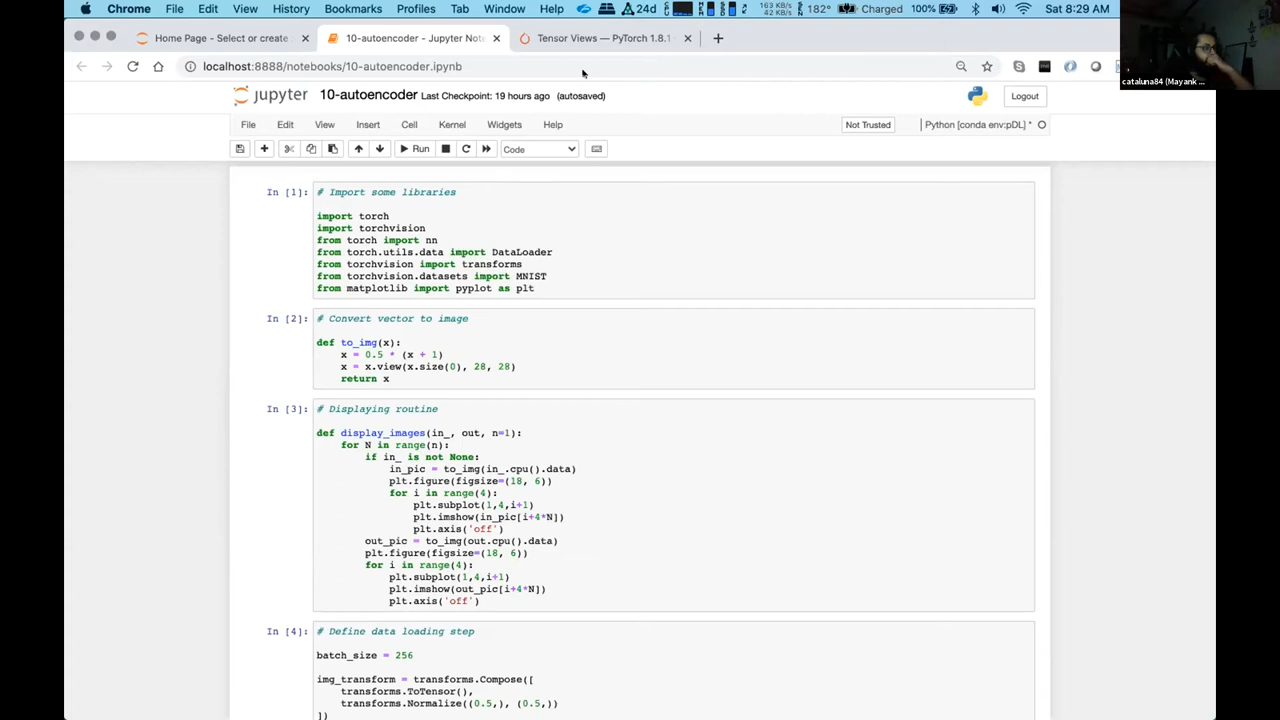 Chrome File Edit View History Bookmarks Profiles Tab Window Help 24d 163 KB/s 42 KB/s 182° Charged 100% Sat 8:29 AM
Home Page - Select or create 10-autoencoder - Jupyter Not Tensor Views — PyTorch 1.8.1
localhost:8888/notebooks/10-autoencoder.ipynb
cataluna84 (Mayank ...
jupyter 10-autoencoder Last Checkpoint: 19 hours ago (autosaved) Logout
File Edit View Insert Cell Kernel Widgets Help Not Trusted Python [conda env:pDL] *
Run Code
In [1]: # Import some libraries
import torch
import torchvision
from torch import nn
from torch.utils.data import DataLoader
from torchvision import transforms
from torchvision.datasets import MNIST
from matplotlib import pyplot as plt
In [2]: # Convert vector to image
def to_img(x):
x = 0.5 * (x + 1)
x = x.view(x.size(0), 28, 28)
return x
In [3]: # Displaying routine
def display_images(in_, out, n=1):
for N in range(n):
if in_ is not None:
in_pic = to_img(in_.cpu().data)
plt.figure(figsize=(18, 6))
for i in range(4):
plt.subplot(1,4,i+1)
plt.imshow(in_pic[i+4*N])
plt.axis('off')
out_pic = to_img(out.cpu().data)
plt.figure(figsize=(18, 6))
for i in range(4):
plt.subplot(1,4,i+1)
plt.imshow(out_pic[i+4*N])
plt.axis('off')
In [4]: # Define data loading step
batch_size = 256
img_transform = transforms.Compose([
transforms.ToTensor(),
transforms.Normalize((0.5,), (0.5,))
])